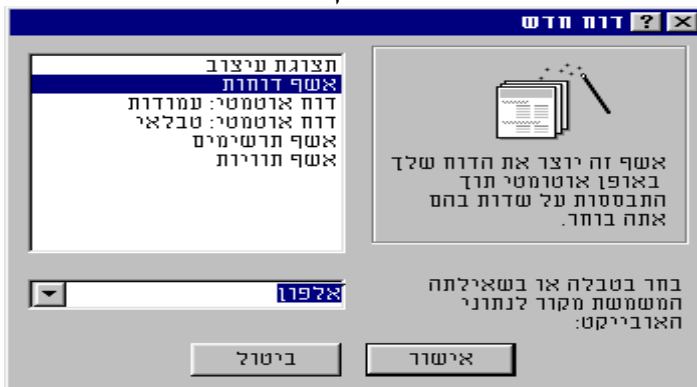 דוח חדש
תצוגת עיצוב
אשף דוחות
דוח אוטמטי: עמודות
דוח אוטמטי: טבלאי
אשף תרשימים
אשף תוויות
אשף זה יוצר את הדוח שלך
באופן אוטומטי תוך
התבססות על שדות בהם
אתה בוחר.
בחר בטבלה או בשאילתה
המשמשת מקור לנתוני
האובייקט:
אלפון
אישור
ביטול